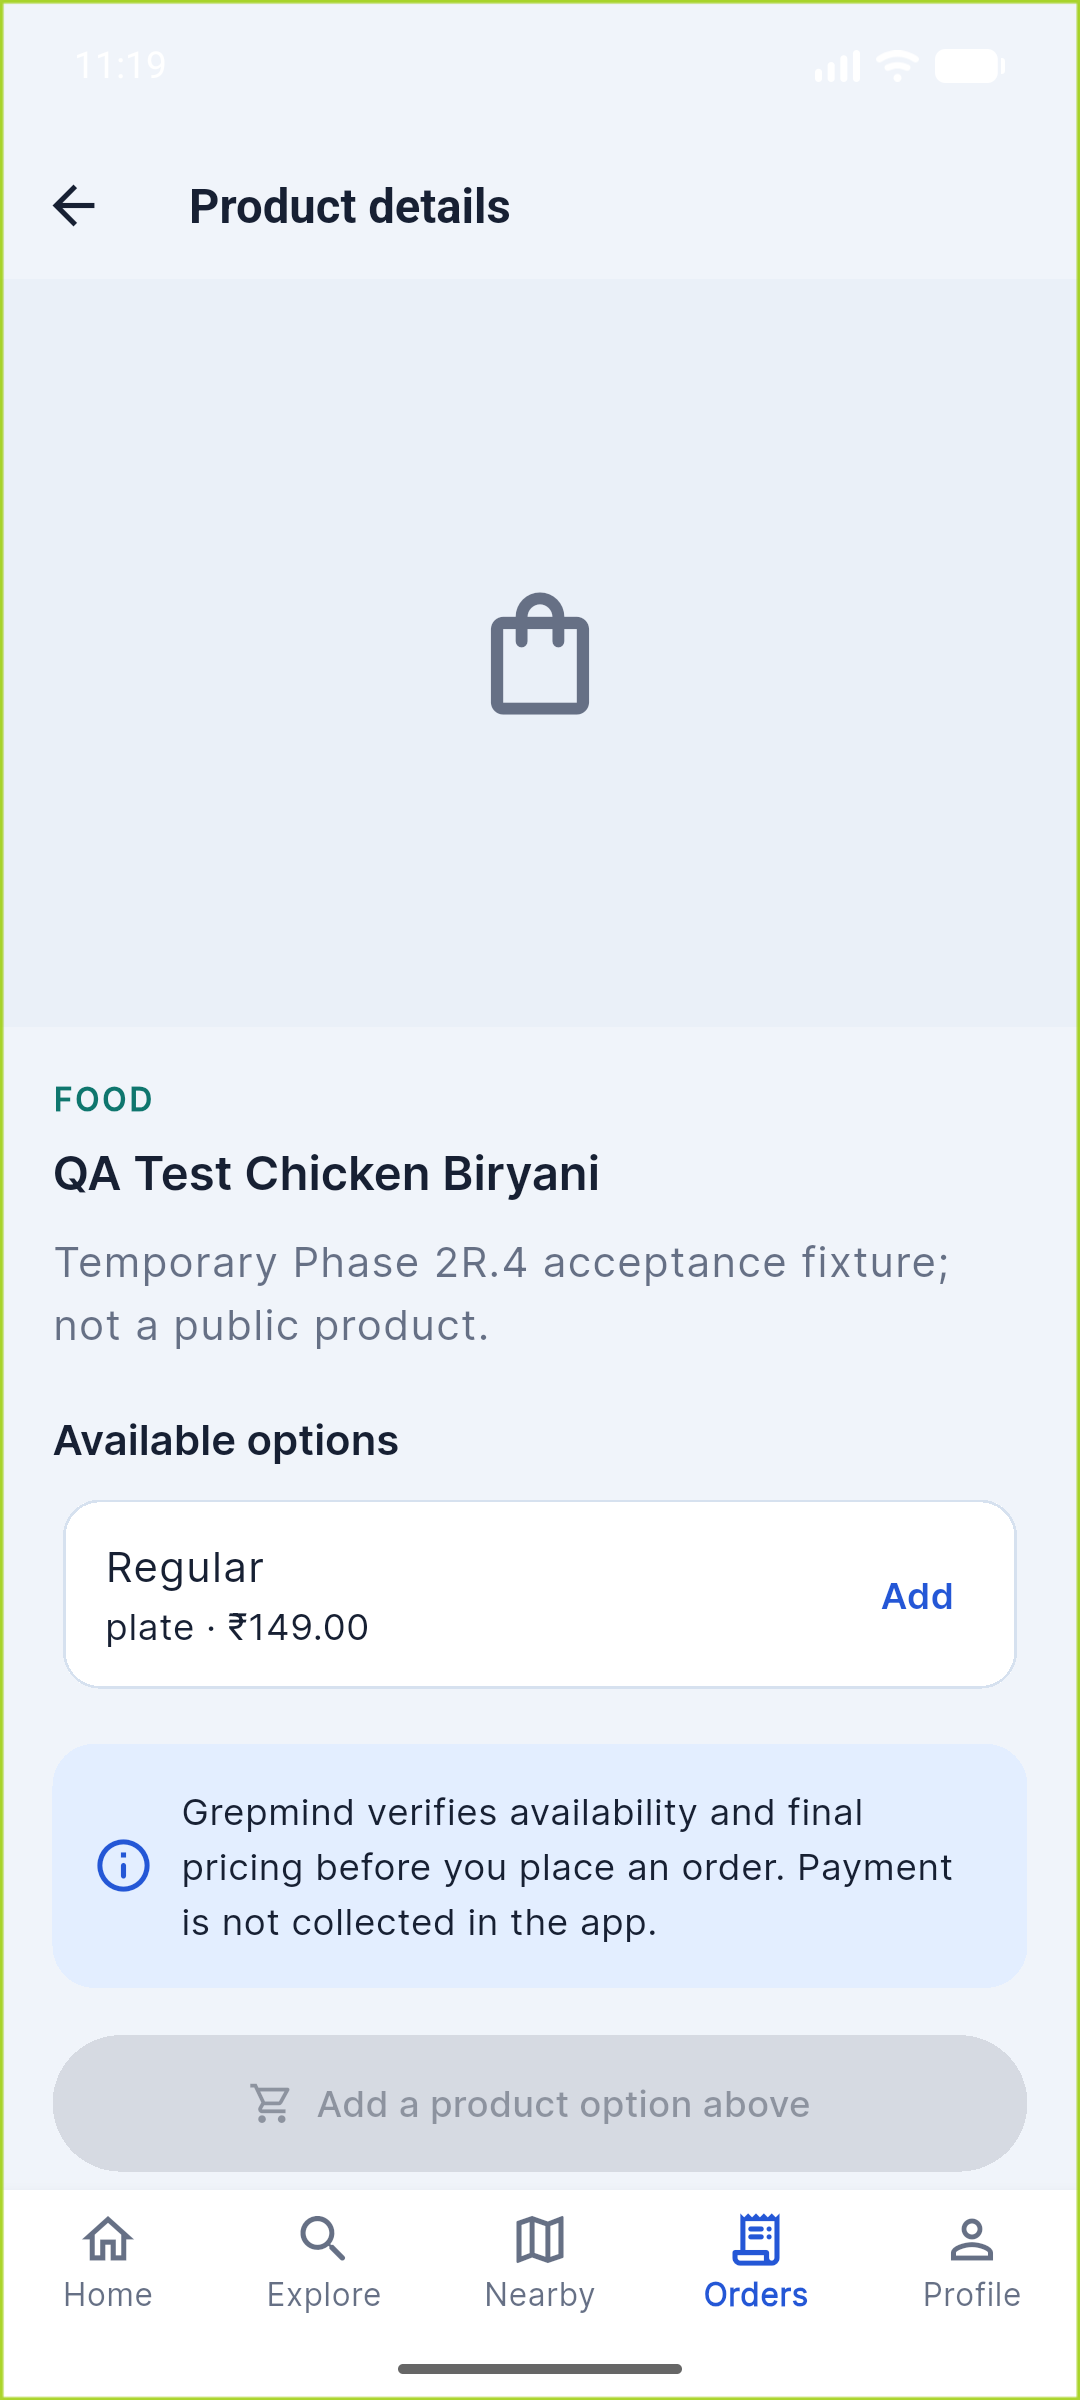 11:19
Product details
FOOD
QA Test Chicken Biryani
Temporary Phase 2R.4 acceptance fixture;
not a public product.
Available options
Regular
plate · ₹149.00
Add
Grepmind verifies availability and final
pricing before you place an order. Payment
is not collected in the app.
Add a product option above
Home
Explore
Nearby
Orders
Profile